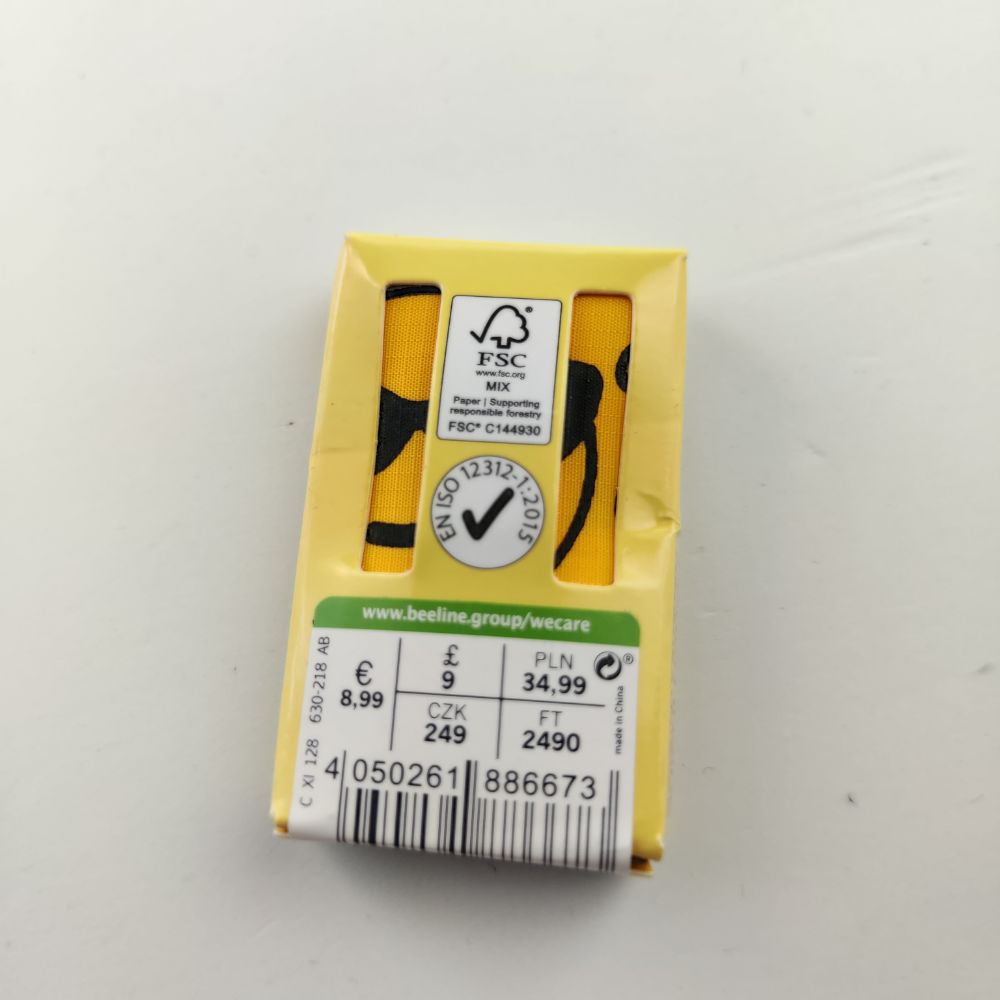 FSC®
www.fsc.org
MIX
Paper | Supporting
responsible forestry
FSC® C144930
EN ISO 12312-1:2015
www.beeline.group/wecare
C XI 128 630-218 AB
€
8,99
£
9
PLN
34,99
CZK
249
FT
2490
®
made in China
4 050261 886673